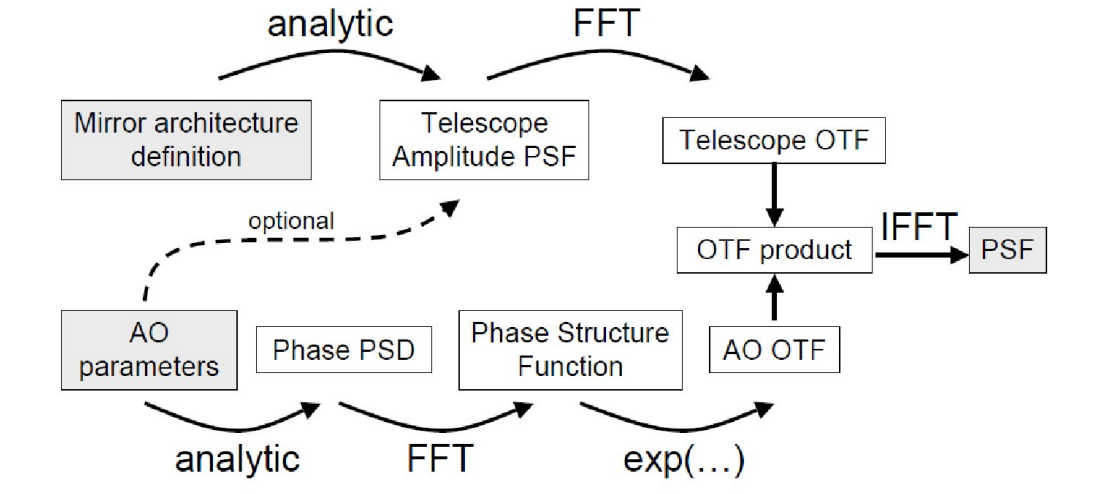 analytic
FFT
Mirror architecture
definition
Telescope
Amplitude PSF
Telescope OTF
optional
OTF product
IFFT
PSF
AO
parameters
Phase PSD
Phase Structure
Function
AO OTF
analytic
FFT
exp(...)